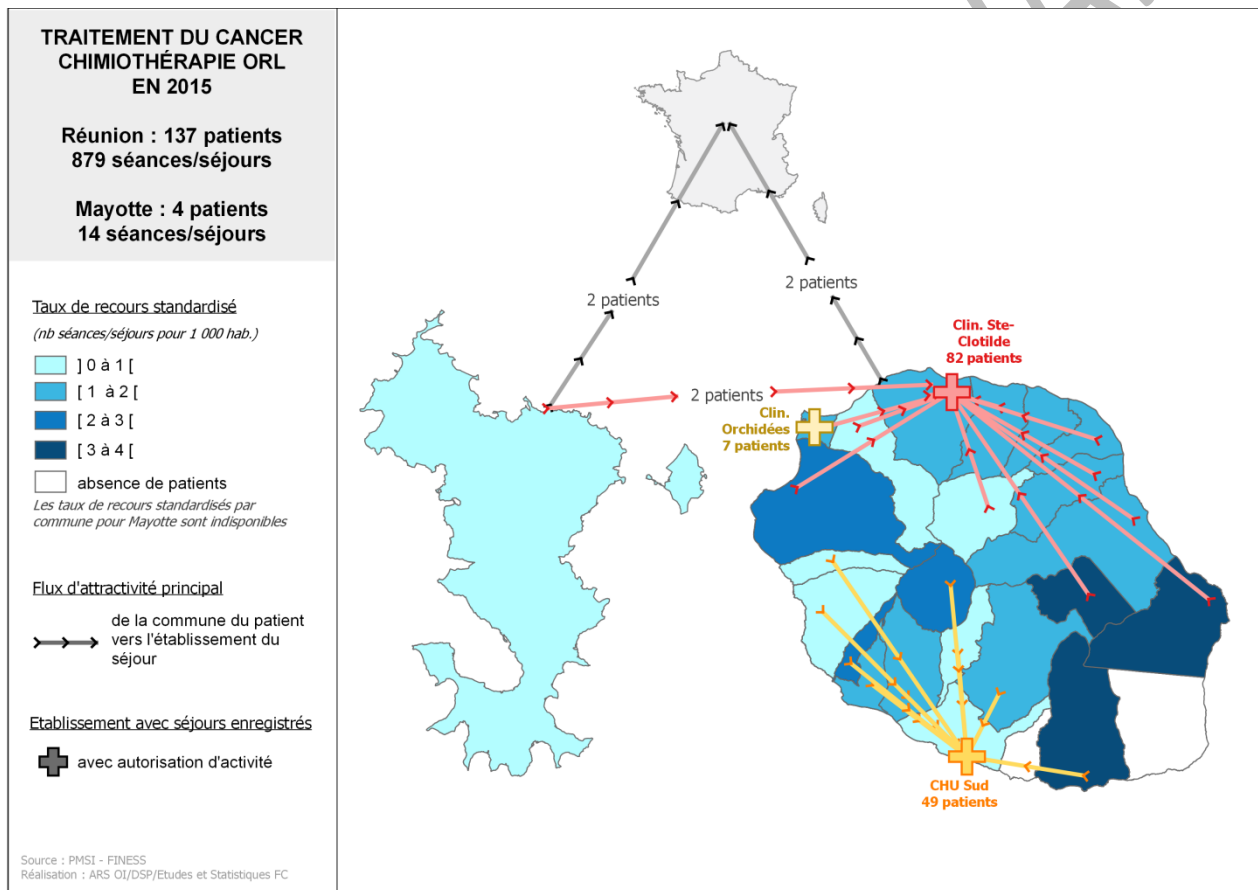 TRAITEMENT DU CANCER
CHIMIOTHÉRAPIE ORL
EN 2015
Réunion : 137 patients
879 séances/séjours
Mayotte : 4 patients
14 séances/séjours
Taux de recours standardisé
(nb séances/séjours pour 1 000 hab.)
] 0 à 1 [
[ 1 à 2 [
[ 2 à 3 [
[ 3 à 4 [
absence de patients
Les taux de recours standardisés par
commune pour Mayotte sont indisponibles
Flux d'attractivité principal
de la commune du patient
vers l'établissement du
séjour
Etablissement avec séjours enregistrés
avec autorisation d'activité
Source : PMSI - FINESS
Réalisation : ARS OI/DSP/Etudes et Statistiques FC
2 patients
2 patients
Clin. Ste-
Clotilde
82 patients
2 patients
Clin.
Orchidées
7 patients
CHU Sud
49 patients